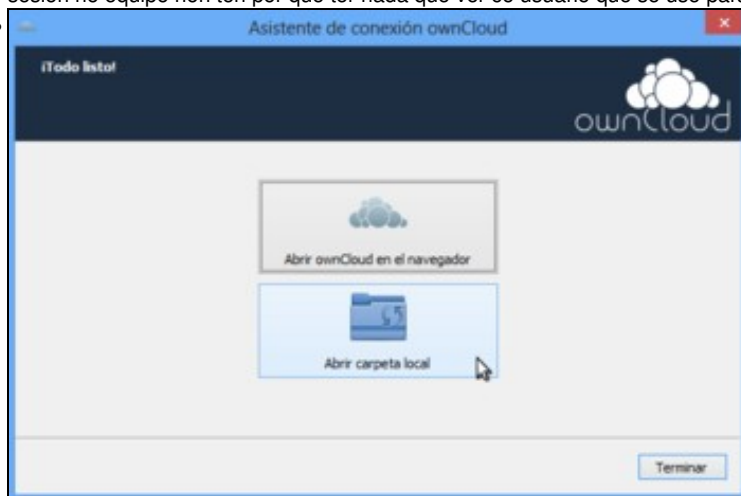 Asistente de conexión ownCloud
¡Todo listo!
ownCloud
Abrir ownCloud en el navegador
Abrir carpeta local
Terminar